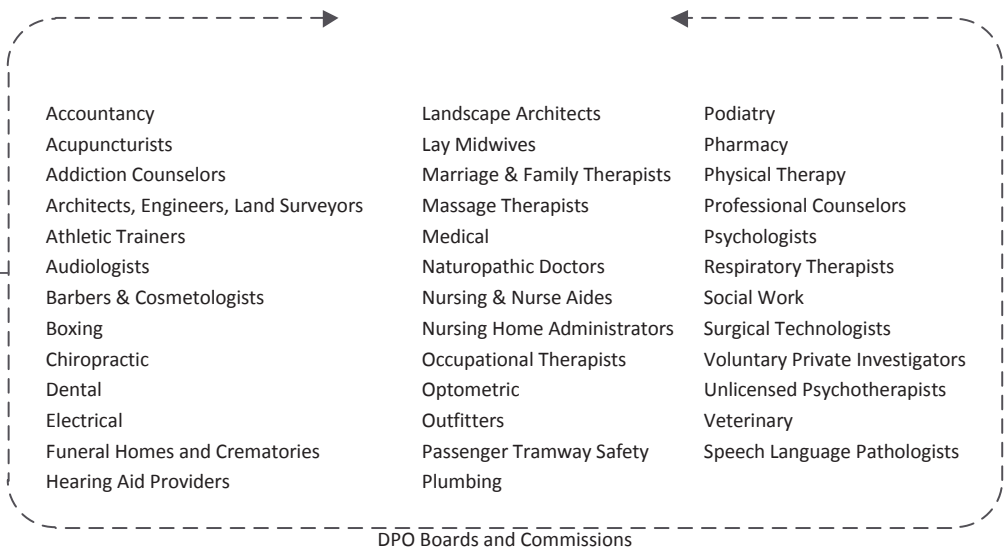 Accountancy
Acupuncturists
Addiction Counselors
Architects, Engineers, Land Surveyors
Athletic Trainers
Audiologists
Barbers & Cosmetologists
Boxing
Chiropractic
Dental
Electrical
Funeral Homes and Crematories
Hearing Aid Providers
Landscape Architects
Lay Midwives
Marriage & Family Therapists
Massage Therapists
Medical
Naturopathic Doctors
Nursing & Nurse Aides
Nursing Home Administrators
Occupational Therapists
Optometric
Outfitters
Passenger Tramway Safety
Plumbing
Podiatry
Pharmacy
Physical Therapy
Professional Counselors
Psychologists
Respiratory Therapists
Social Work
Surgical Technologists
Voluntary Private Investigators
Unlicensed Psychotherapists
Veterinary
Speech Language Pathologists
DPO Boards and Commissions